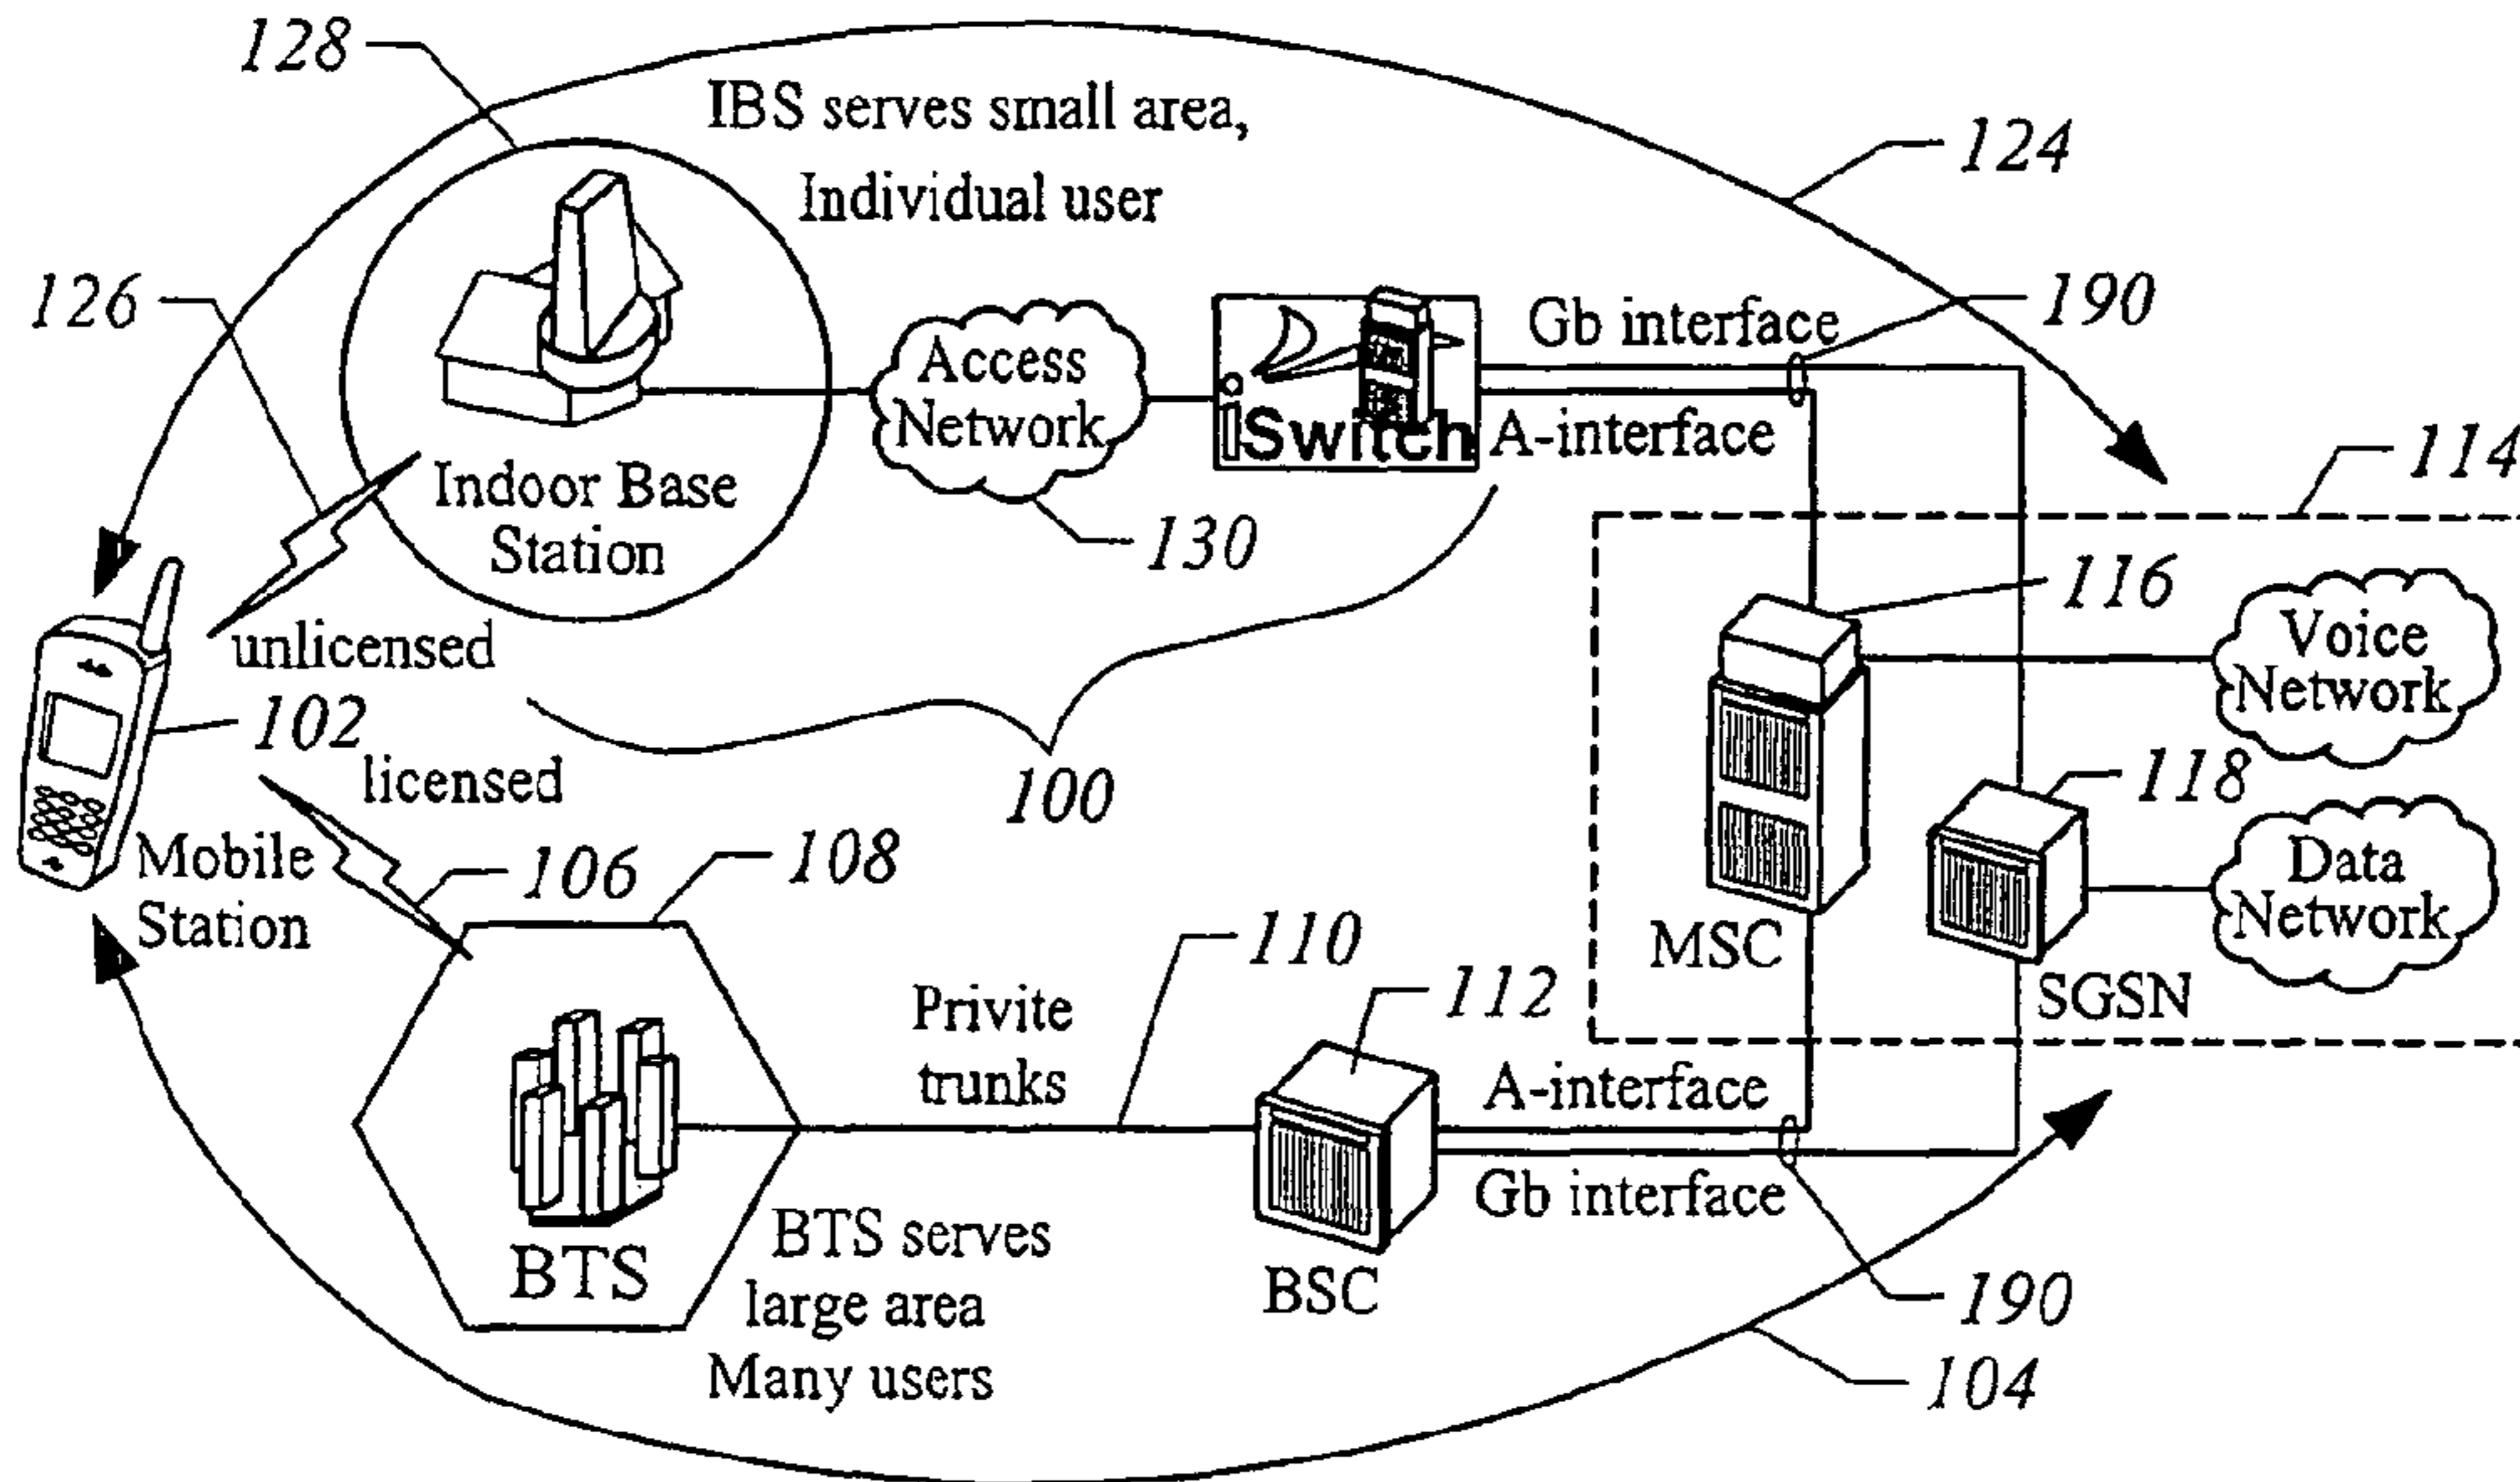 128
IBS serves small area,
Individual user
124
126
190
Gb interface
Access
Network
iSwitch
A-interface
114
Indoor Base
Station
130
116
Voice
Network
unlicensed
102
licensed
100
118
Mobile
Station
106
108
Data
Network
MSC
110
112
SGSN
Privite
trunks
A-interface
Gb interface
BTS
BTS serves
large area
Many users
BSC
190
104